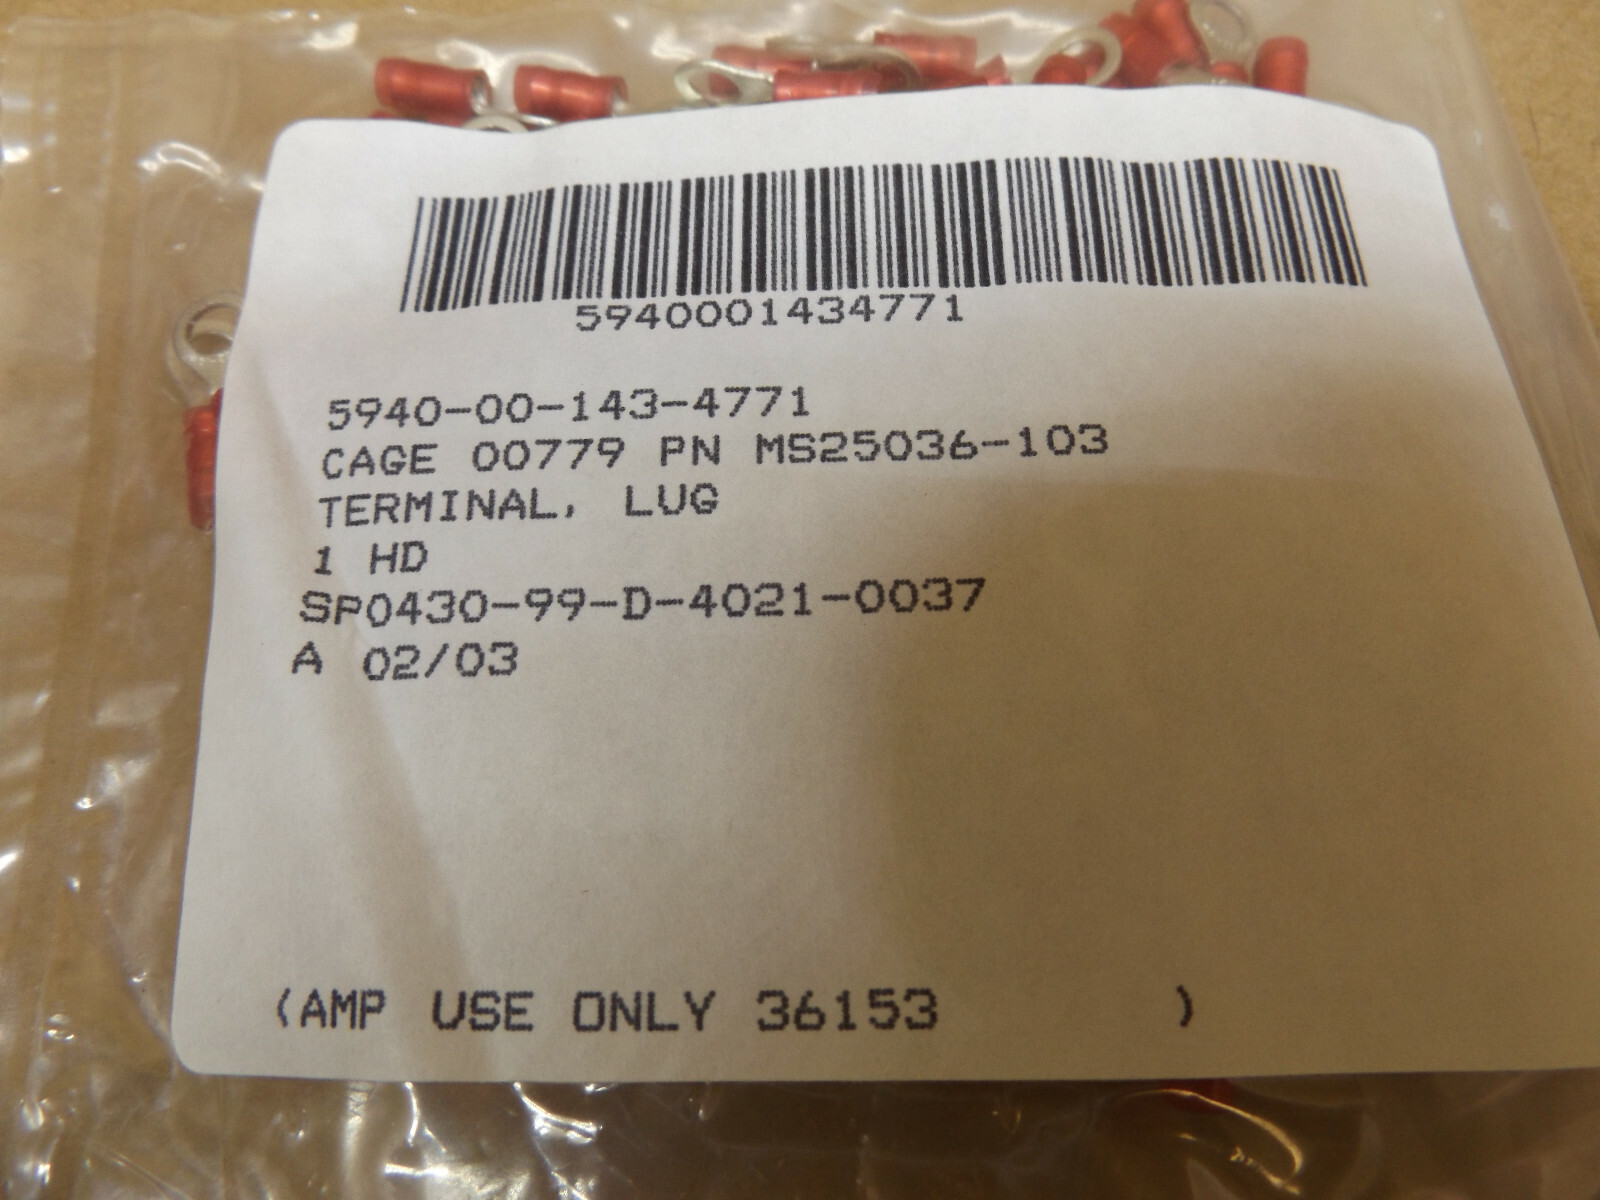 5940001434771
5940-00-143-4771
CAGE 00779 PN MS25036-103
TERMINAL, LUG
1 HD
SP0430-99-D-4021-0037
A 02/03
(AMP USE ONLY 36153 )